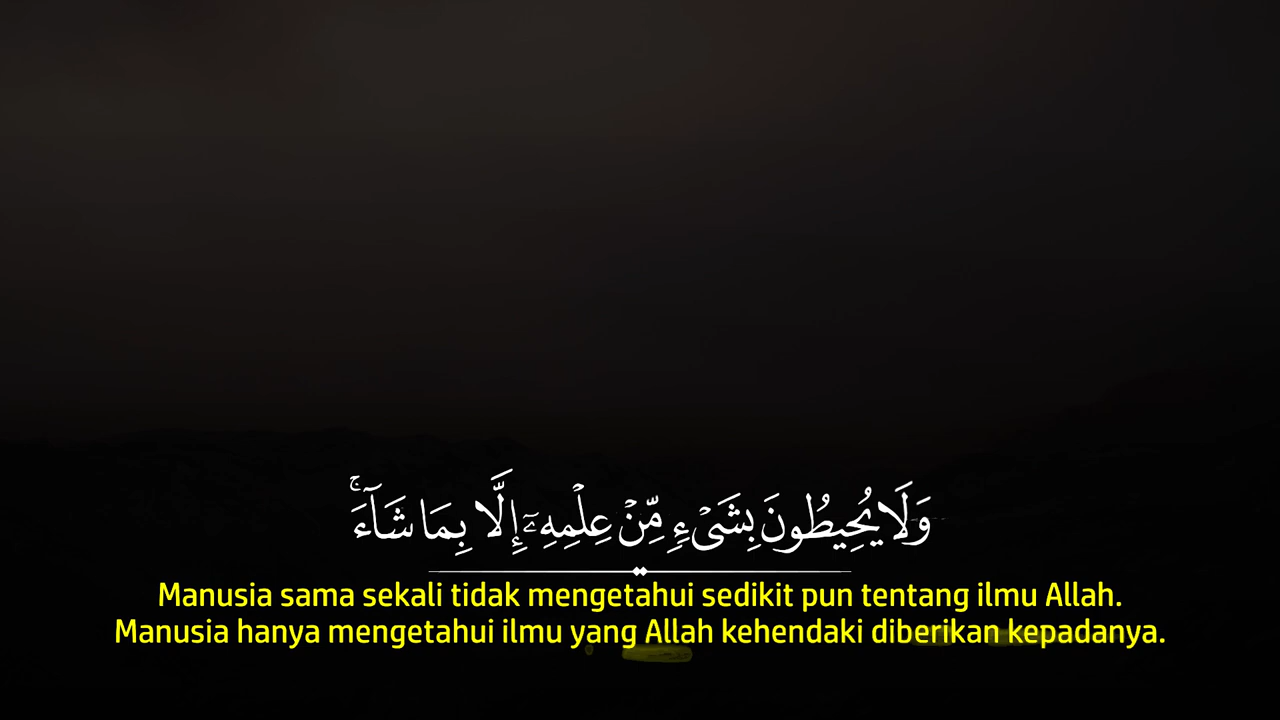 وَلَا يُحِيطُونَ بِشَىْءٍ مِّنْ عِلْمِهِۦٓ إِلَّا بِمَا شَآءَ ۚ
Manusia sama sekali tidak mengetahui sedikit pun tentang ilmu Allah.
Manusia hanya mengetahui ilmu yang Allah kehendaki diberikan kepadanya.